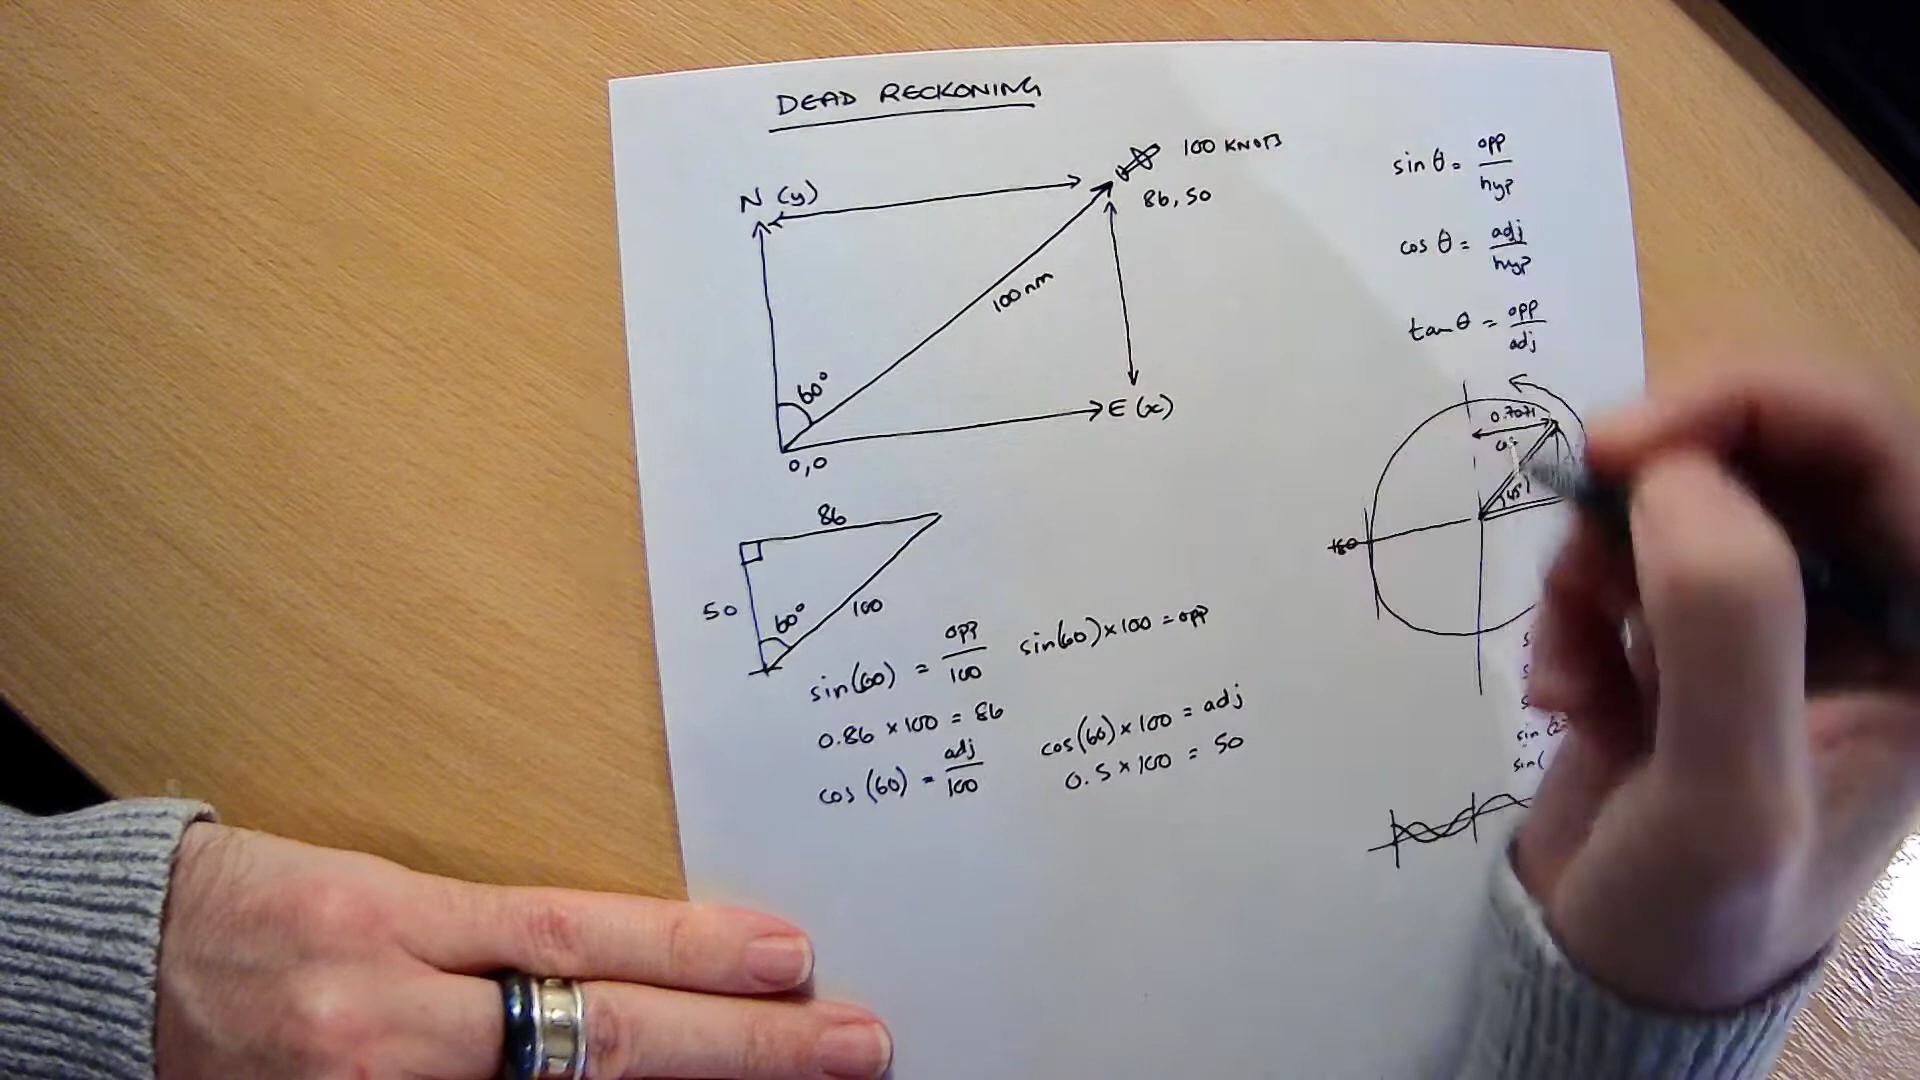 DEAD RECKONING
100 KNOTS
N (y)
86, 50
100nm
60°
E (x)
0,0
86
50
60°
100
sin(60) = opp/100
sin(60)×100 = opp
0.86 × 100 = 86
cos(60) = adj/100
cos(60)×100 = adj
0.5 × 100 = 50
sin θ = opp/hyp
cos θ = adj/hyp
tan θ = opp/adj
0.7071
45°
180
sin(